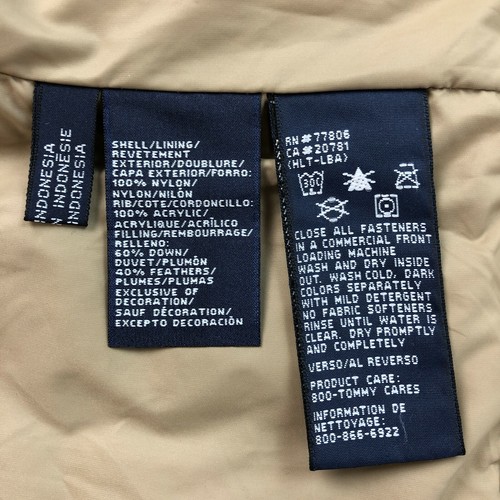 INDONESIA
IN INDONÉSIE
INDONESIA
SHELL/LINING/
REVETEMENT
EXTERIOR/DOUBLURE/
CAPA EXTERIOR/FORRO:
100% NYLON/
NYLON/NILÓN
RIB/COTE/CORDONCILLO:
100% ACRYLIC/
ACRYLIQUE/ACRÍLICO
FILLING/REMBOURRAGE/
RELLENO:
60% DOWN/
DUVET/PLUMÓN
40% FEATHERS/
PLUMES/PLUMAS
EXCLUSIVE OF
DECORATION/
SAUF DÉCORATION/
EXCEPTO DECORACIÓN
RN#77806
CA#20781
(HLT-LBA)
30C
CLOSE ALL FASTENERS
IN A COMMERCIAL FRONT
LOADING MACHINE
WASH AND DRY INSIDE
OUT. WASH COLD, DARK
COLORS SEPARATELY
WITH MILD DETERGENT
NO FABRIC SOFTENERS
RINSE UNTIL WATER IS
CLEAR. DRY PROMPTLY
AND COMPLETELY
VERSO/AL REVERSO
PRODUCT CARE:
800-TOMMY CARES
INFORMATION DE
NETTOYAGE:
800-866-6922